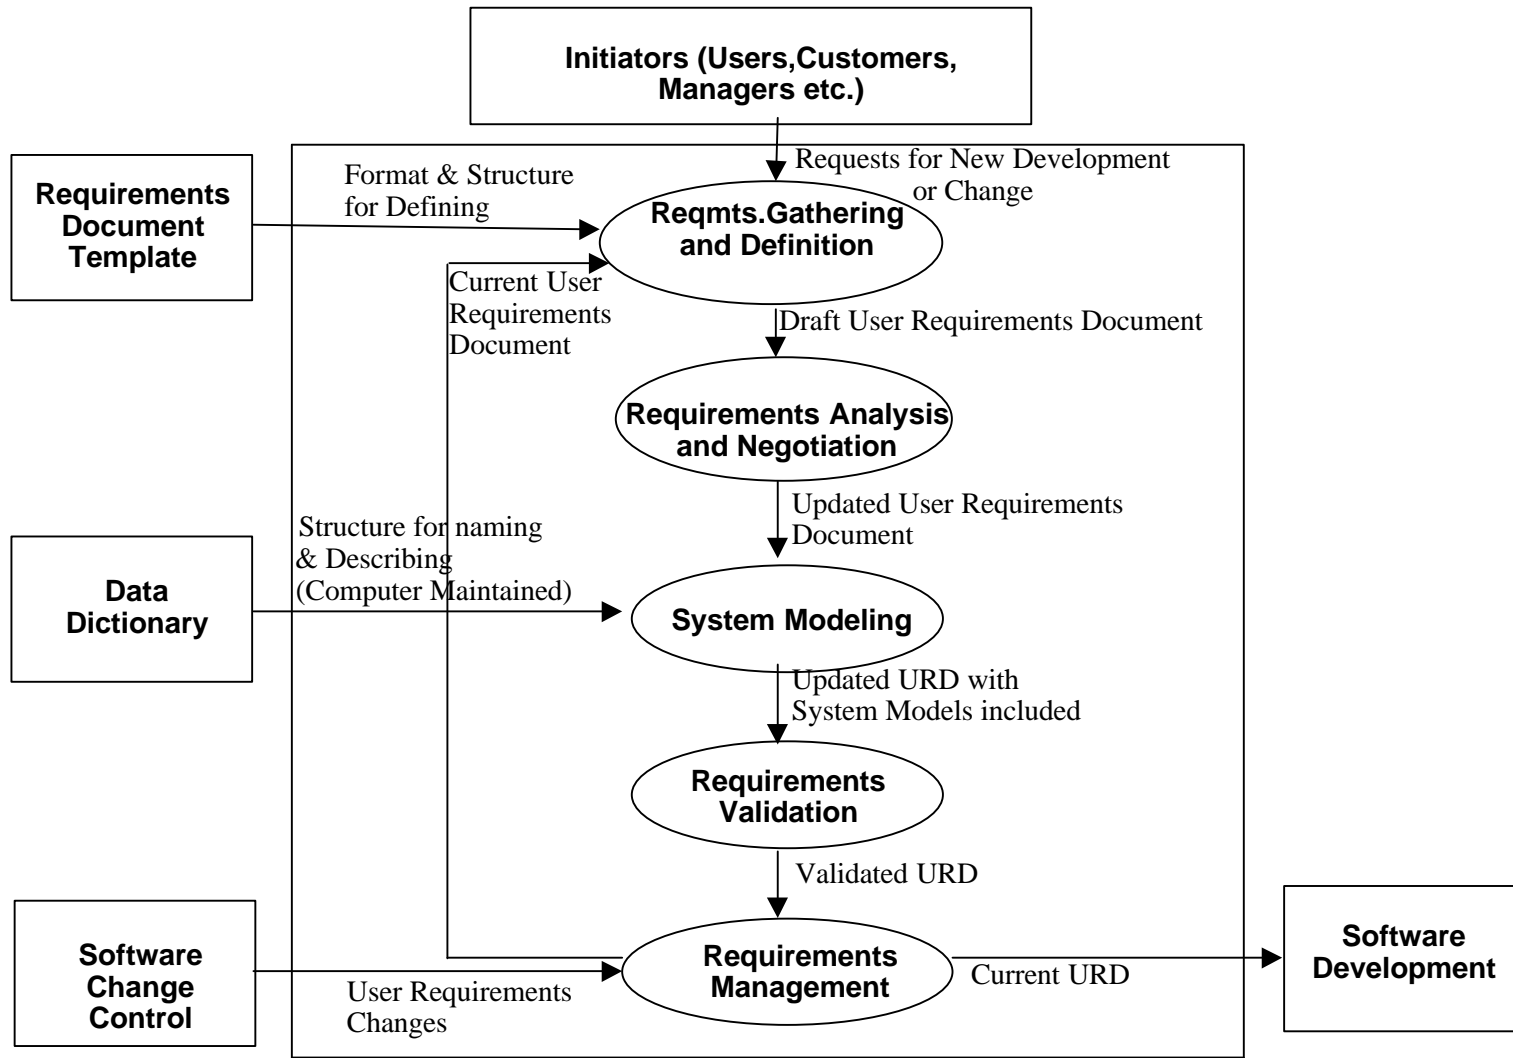 Initiators (Users,Customers,
Managers etc.)
Requests for New Development
or Change
Requirements
Document
Template
Format & Structure
for Defining
Reqmts.Gathering
and Definition
Current User
Requirements
Document
Draft User Requirements Document
Requirements Analysis
and Negotiation
Updated User Requirements
Document
Structure for naming
& Describing
(Computer Maintained)
Data
Dictionary
System Modeling
Updated URD with
System Models included
Requirements
Validation
Validated URD
Software
Change
Control
User Requirements
Changes
Requirements
Management
Current URD
Software
Development